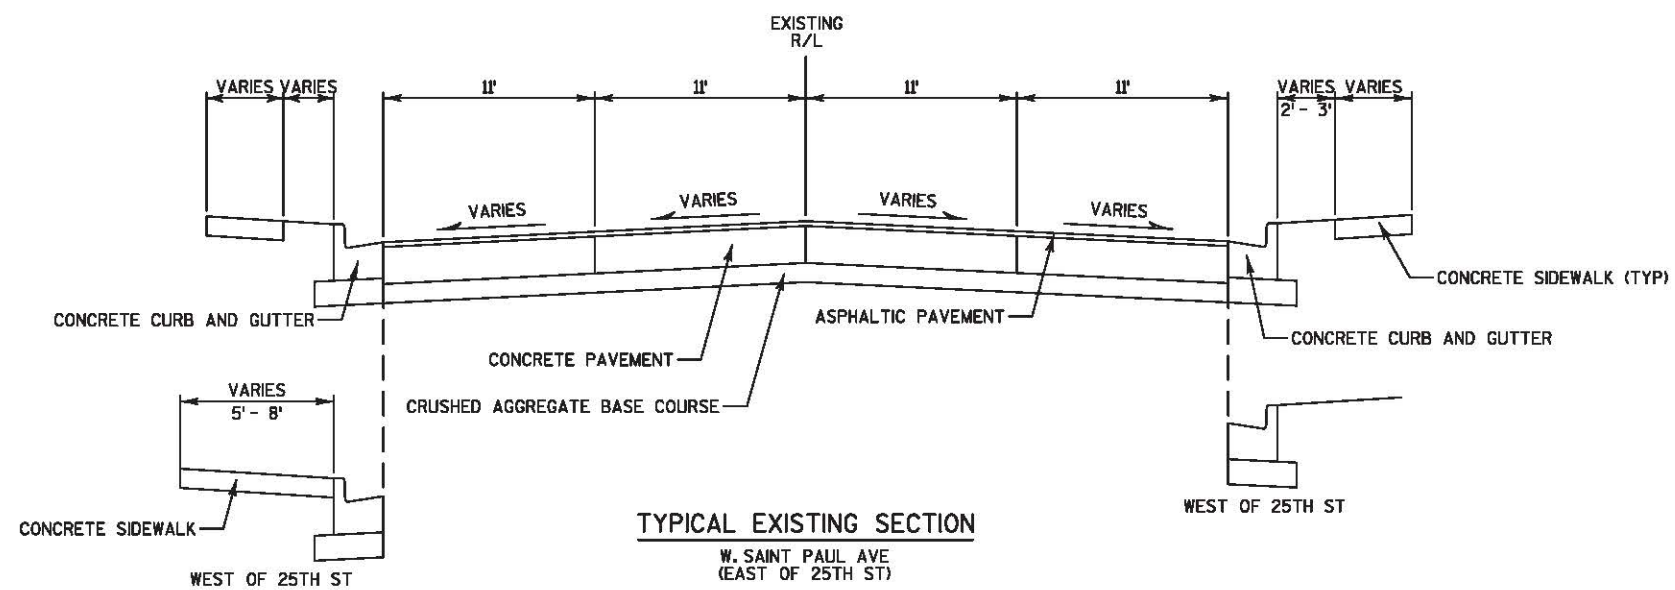 EXISTING
R/L
VARIES VARIES
11'
11'
11'
11'
VARIES VARIES
2' - 3'
VARIES
VARIES
VARIES
VARIES
CONCRETE SIDEWALK (TYP)
CONCRETE CURB AND GUTTER
ASPHALTIC PAVEMENT
CONCRETE CURB AND GUTTER
CONCRETE PAVEMENT
CRUSHED AGGREGATE BASE COURSE
VARIES
5' - 8'
CONCRETE SIDEWALK
WEST OF 25TH ST
WEST OF 25TH ST
TYPICAL EXISTING SECTION
W. SAINT PAUL AVE
(EAST OF 25TH ST)